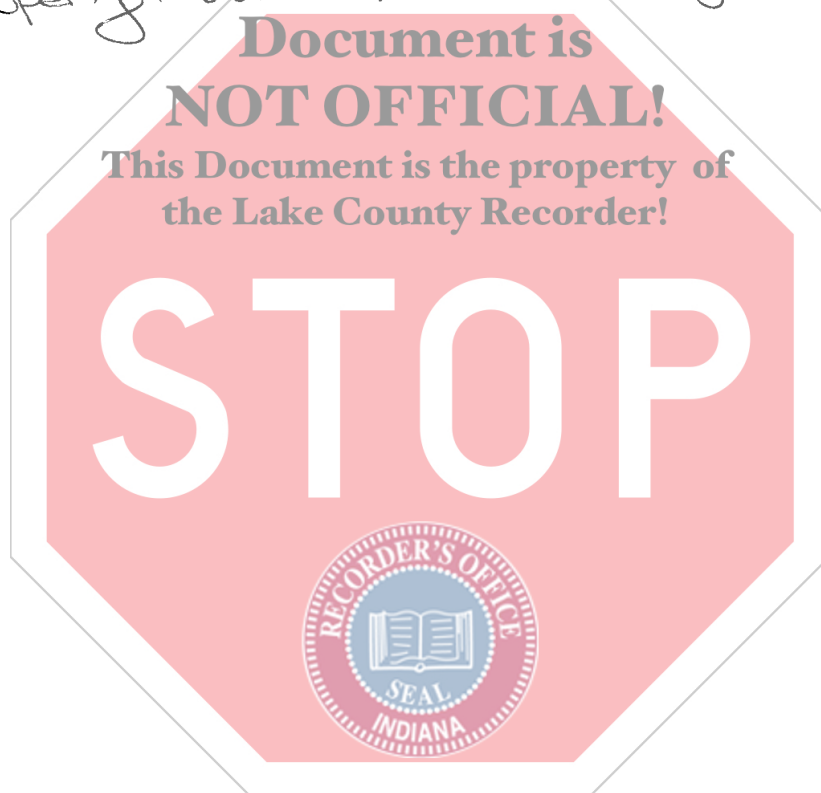 Document is
NOT OFFICIAL!
This Document is the property of
the Lake County Recorder!
STOP
RECORDER'S OFFICE
SEAL
INDIANA